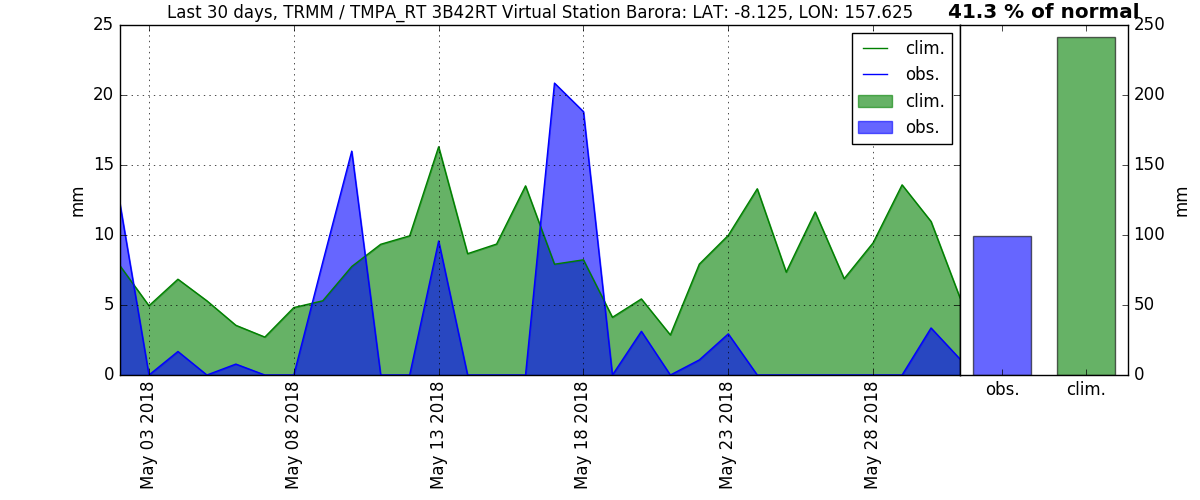 Last 30 days, TRMM / TMPA_RT 3B42RT Virtual Station Barora: LAT: -8.125, LON: 157.625
41.3 % of normal
25
20
15
10
5
0
mm
clim.
obs.
clim.
obs.
250
200
150
100
50
0
mm
May 03 2018
May 08 2018
May 13 2018
May 18 2018
May 23 2018
May 28 2018
obs.
clim.